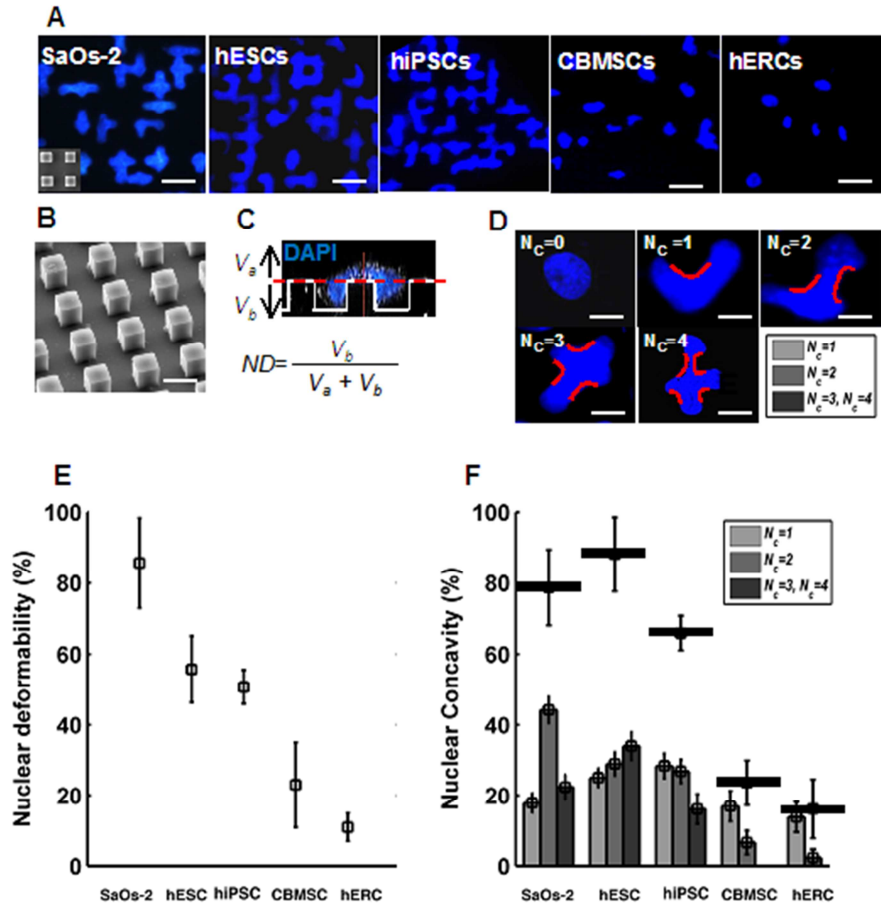 A
SaOs-2
hESCs
hiPSCs
CBMSCs
hERCs
B
C
DAPI
Va
Vb
ND= Vb
Va + Vb
D
NC=0
NC=1
NC=2
NC=3
NC=4
Nc=1
Nc=2
Nc=3, Nc=4
E
Nuclear deformability (%)
100
80
60
40
20
0
SaOs-2 hESC hiPSC CBMSC hERC
F
Nuclear Concavity (%)
100
80
60
40
20
0
Nc=1
Nc=2
Nc=3, Nc=4
SaOs-2 hESC hiPSC CBMSC hERC